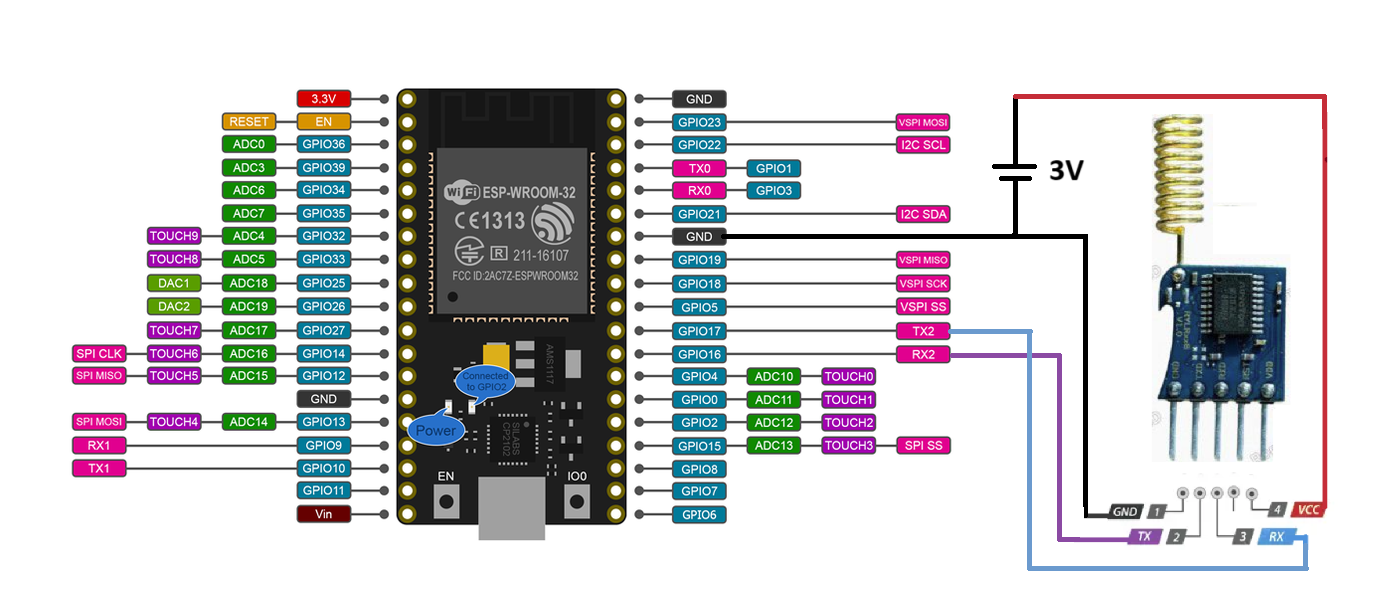 3.3V
GND
RESET EN
GPIO23 VSPI MOSI
ADC0 GPIO36
GPIO22 I2C SCL
ADC3 GPIO39
TX0 GPIO1
ADC6 GPIO34
RX0 GPIO3
ADC7 GPIO35
GPIO21 I2C SDA
TOUCH9 ADC4 GPIO32
GND
TOUCH8 ADC5 GPIO33
GPIO19 VSPI MISO
DAC1 ADC18 GPIO25
GPIO18 VSPI SCK
DAC2 ADC19 GPIO26
GPIO5 VSPI SS
TOUCH7 ADC17 GPIO27
GPIO17 TX2
SPI CLK TOUCH6 ADC16 GPIO14
GPIO16 RX2
SPI MISO TOUCH5 ADC15 GPIO12
GPIO4 ADC10 TOUCH0
GND
GPIO0 ADC11 TOUCH1
SPI MOSI TOUCH4 ADC14 GPIO13
GPIO2 ADC12 TOUCH2
RX1 GPIO9
GPIO15 ADC13 TOUCH3 SPI SS
TX1 GPIO10
GPIO8
GPIO11
GPIO7
Vin
GPIO6
WiFi ESP-WROOM-32
CE1313
R 211-16107
FCC ID:2AC7Z-ESPWROOM32
AMS1117
Connected
to GPIO2
Power
SILABS
CP2102
EN
IO0
3V
V1.0
GND
GND 1
4 VCC
TX 2
3 RX